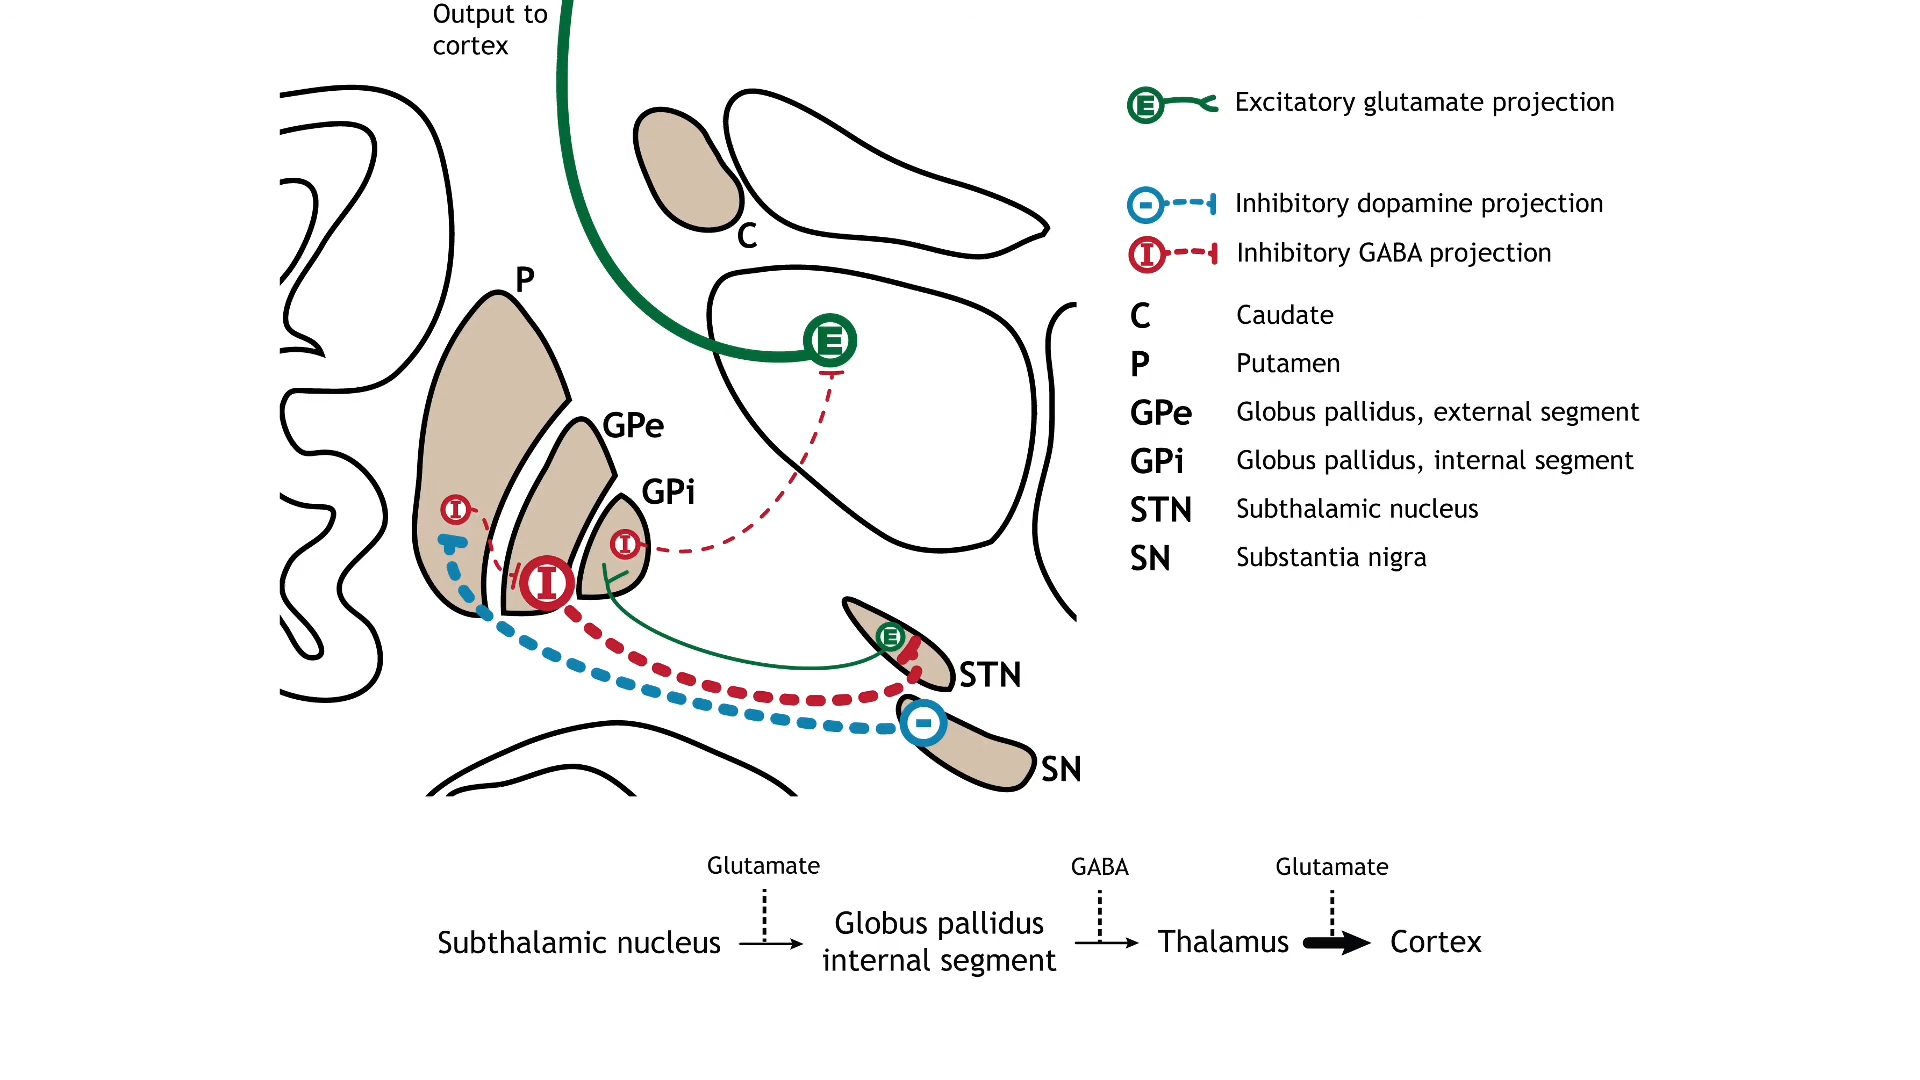 Output to
cortex
E
Excitatory glutamate projection
-
Inhibitory dopamine projection
I
Inhibitory GABA projection
C
Caudate
P
Putamen
GPe
Globus pallidus, external segment
GPi
Globus pallidus, internal segment
STN
Subthalamic nucleus
SN
Substantia nigra
C
P
E
GPe
GPi
I
I
I
E
STN
-
SN
Glutamate
GABA
Glutamate
Subthalamic nucleus
Globus pallidus
internal segment
Thalamus
Cortex